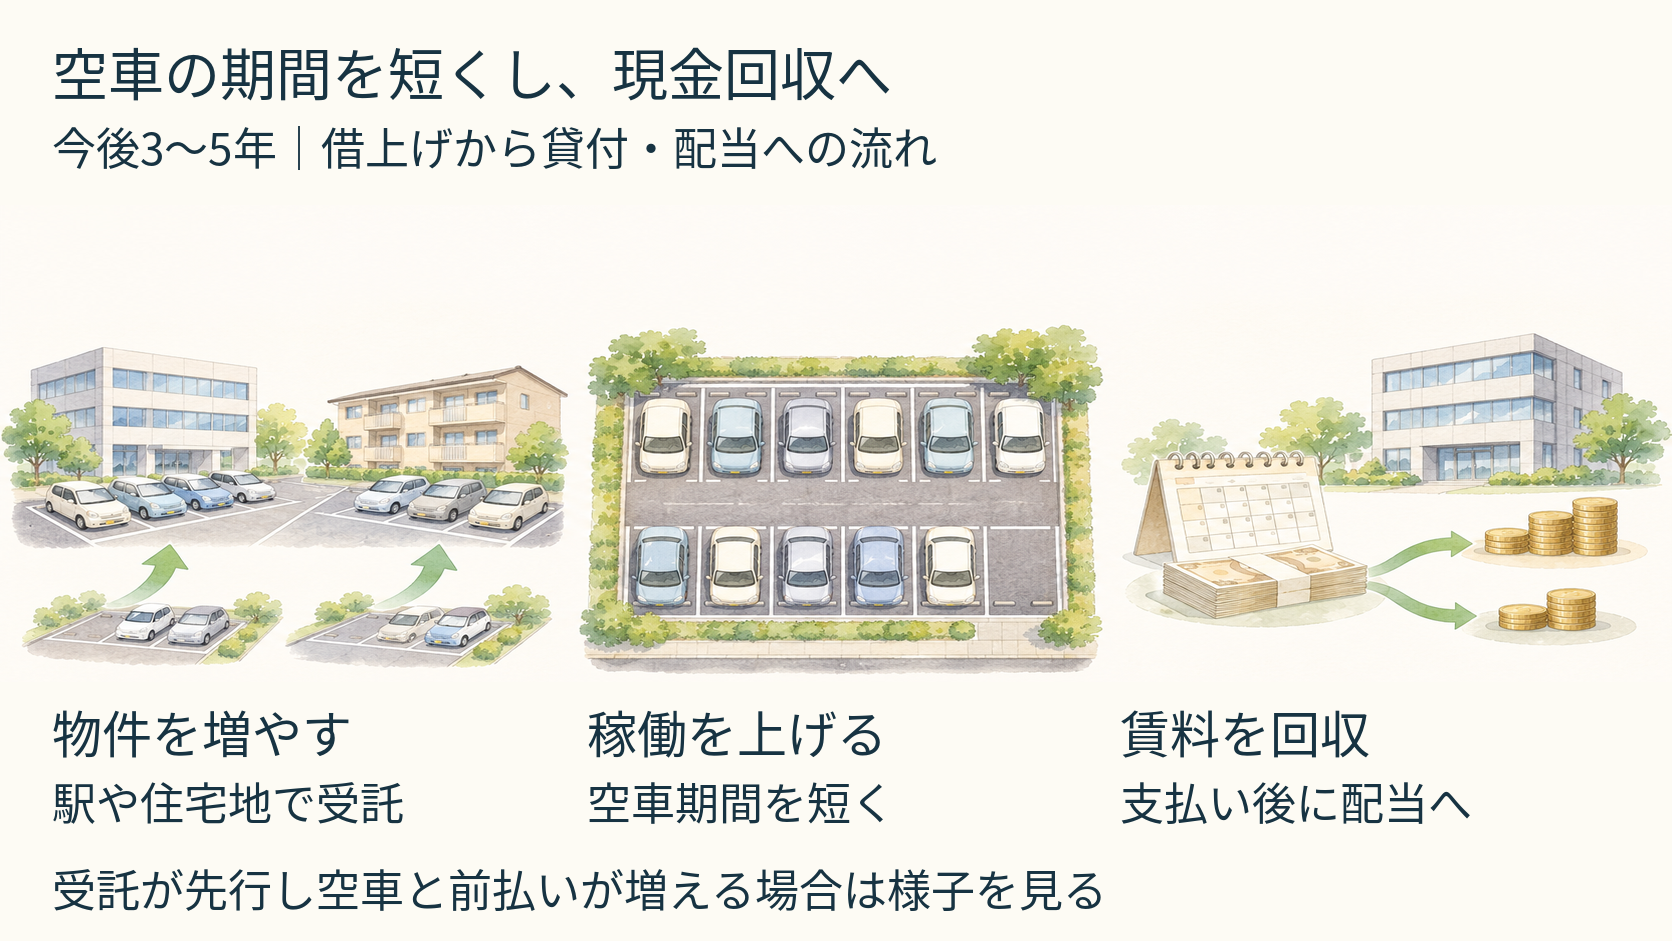 空車の期間を短くし、現金回収へ
今後3～5年｜借上げから貸付・配当への流れ
物件を増やす
駅や住宅地で受託
稼働を上げる
空車期間を短く
賃料を回収
支払い後に配当へ
受託が先行し空車と前払いが増える場合は様子を見る